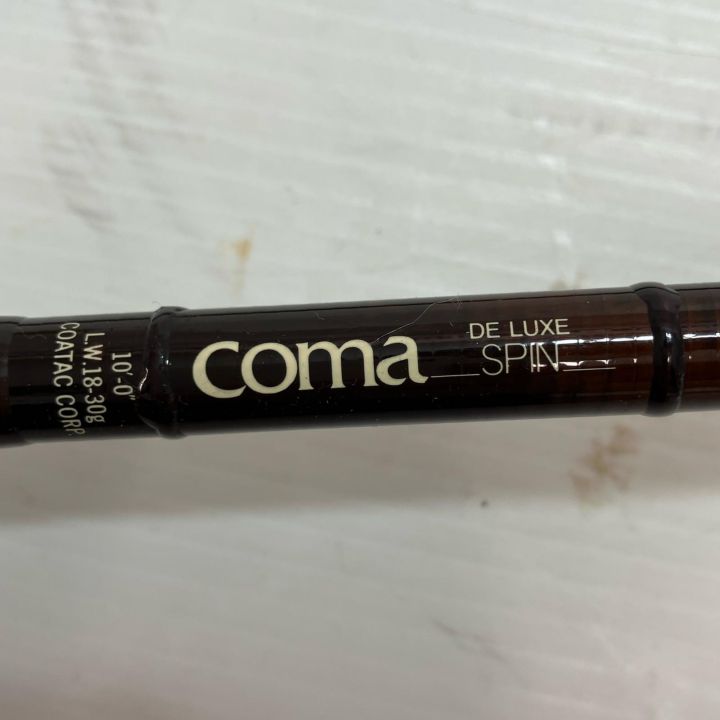 10'-0"
L.W.18-30g
COATAC CORP.
coma
DE LUXE
SPIN